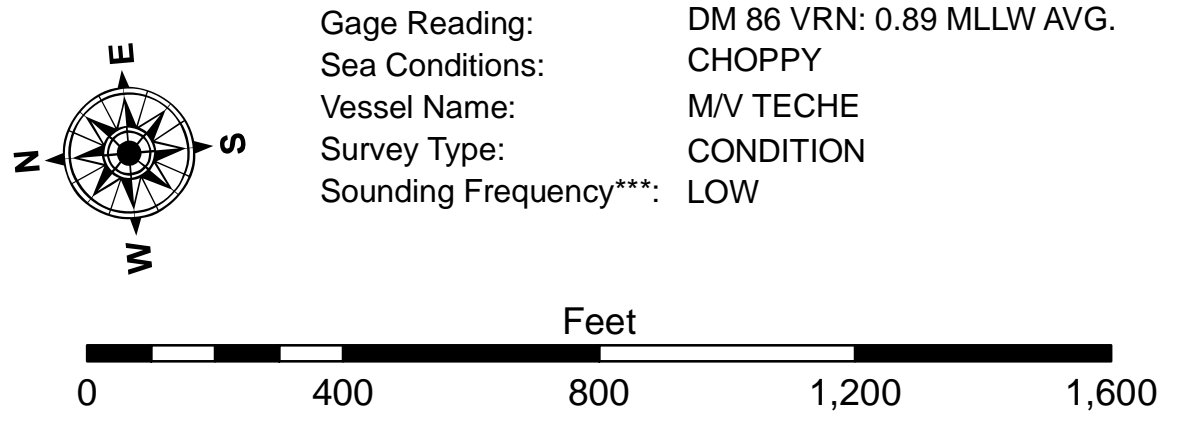 E
N
S
W
Gage Reading: DM 86 VRN: 0.89 MLLW AVG.
Sea Conditions: CHOPPY
Vessel Name: M/V TECHE
Survey Type: CONDITION
Sounding Frequency***: LOW
Feet
0 400 800 1,200 1,600